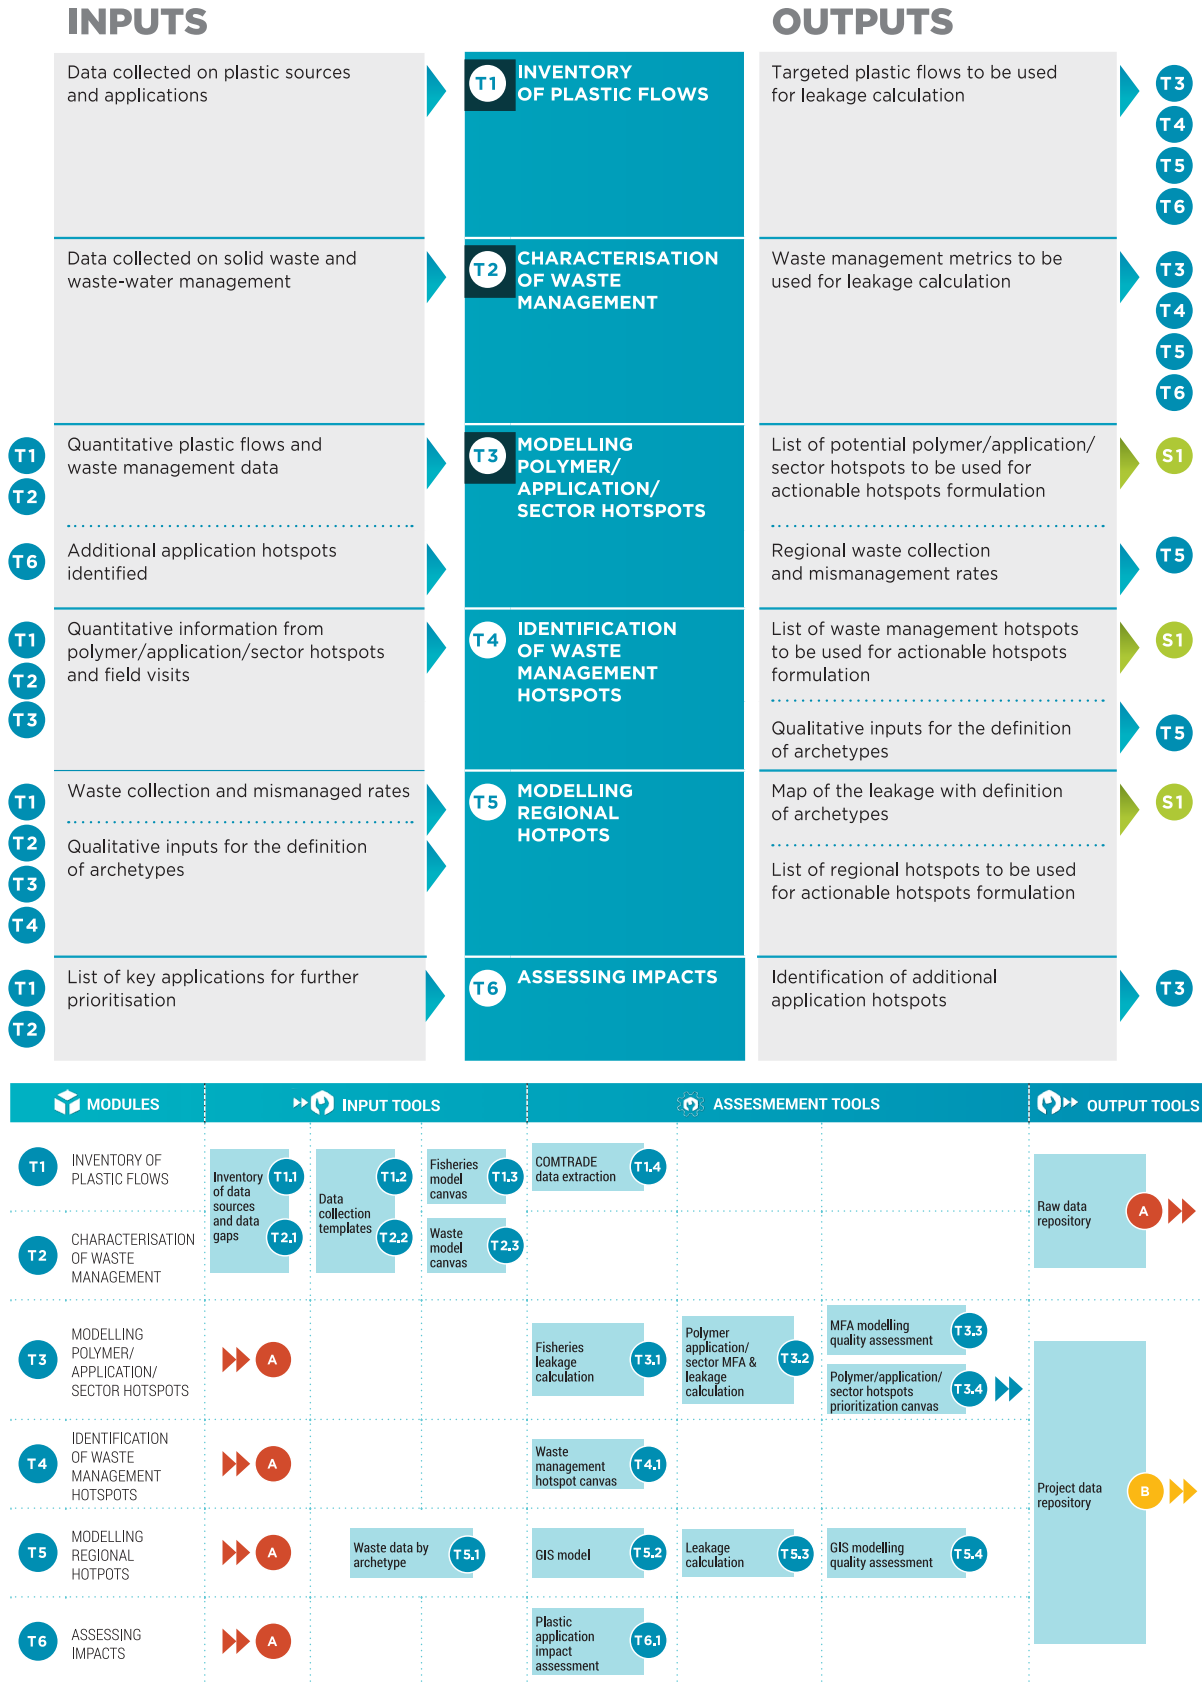 INPUTS
OUTPUTS
Data collected on plastic sources
and applications
T1
INVENTORY
OF PLASTIC FLOWS
Targeted plastic flows to be used
for leakage calculation
T3
T4
T5
T6
Data collected on solid waste and
waste-water management
T2
CHARACTERISATION
OF WASTE
MANAGEMENT
Waste management metrics to be
used for leakage calculation
T3
T4
T5
T6
T1
T2
Quantitative plastic flows and
waste management data
T6
Additional application hotspots
identified
T3
MODELLING
POLYMER/
APPLICATION/
SECTOR HOTSPOTS
List of potential polymer/application/
sector hotspots to be used for
actionable hotspots formulation
S1
Regional waste collection
and mismanagement rates
T5
T1
T2
T3
Quantitative information from
polymer/application/sector hotspots
and field visits
T4
IDENTIFICATION
OF WASTE
MANAGEMENT
HOTSPOTS
List of waste management hotspots
to be used for actionable hotspots
formulation
S1
Qualitative inputs for the definition
of archetypes
T5
T1
T2
T3
T4
Waste collection and mismanaged rates
Qualitative inputs for the definition
of archetypes
T5
MODELLING
REGIONAL
HOTPOTS
Map of the leakage with definition
of archetypes
S1
List of regional hotspots to be used
for actionable hotspots formulation
T1
T2
List of key applications for further
prioritisation
T6
ASSESSING IMPACTS
Identification of additional
application hotspots
T3
MODULES
INPUT TOOLS
ASSESMEMENT TOOLS
OUTPUT TOOLS
T1
INVENTORY OF
PLASTIC FLOWS
Inventory
of data
sources
and data
gaps
T1.1
T2.1
Data
collection
templates
T1.2
T2.2
Fisheries
model
canvas
T1.3
COMTRADE
data extraction
T1.4
Raw data
repository
A
T2
CHARACTERISATION
OF WASTE
MANAGEMENT
Waste
model
canvas
T2.3
T3
MODELLING
POLYMER/
APPLICATION/
SECTOR HOTSPOTS
A
Fisheries
leakage
calculation
T3.1
Polymer
application/
sector MFA &
leakage
calculation
T3.2
MFA modelling
quality assessment
T3.3
Polymer/application/
sector hotspots
prioritization canvas
T3.4
T4
IDENTIFICATION
OF WASTE
MANAGEMENT
HOTSPOTS
A
Waste
management
hotspot canvas
T4.1
Project data
repository
B
T5
MODELLING
REGIONAL
HOTPOTS
A
Waste data by
archetype
T5.1
GIS model
T5.2
Leakage
calculation
T5.3
GIS modelling
quality assessment
T5.4
T6
ASSESSING
IMPACTS
A
Plastic
application
impact
assessment
T6.1